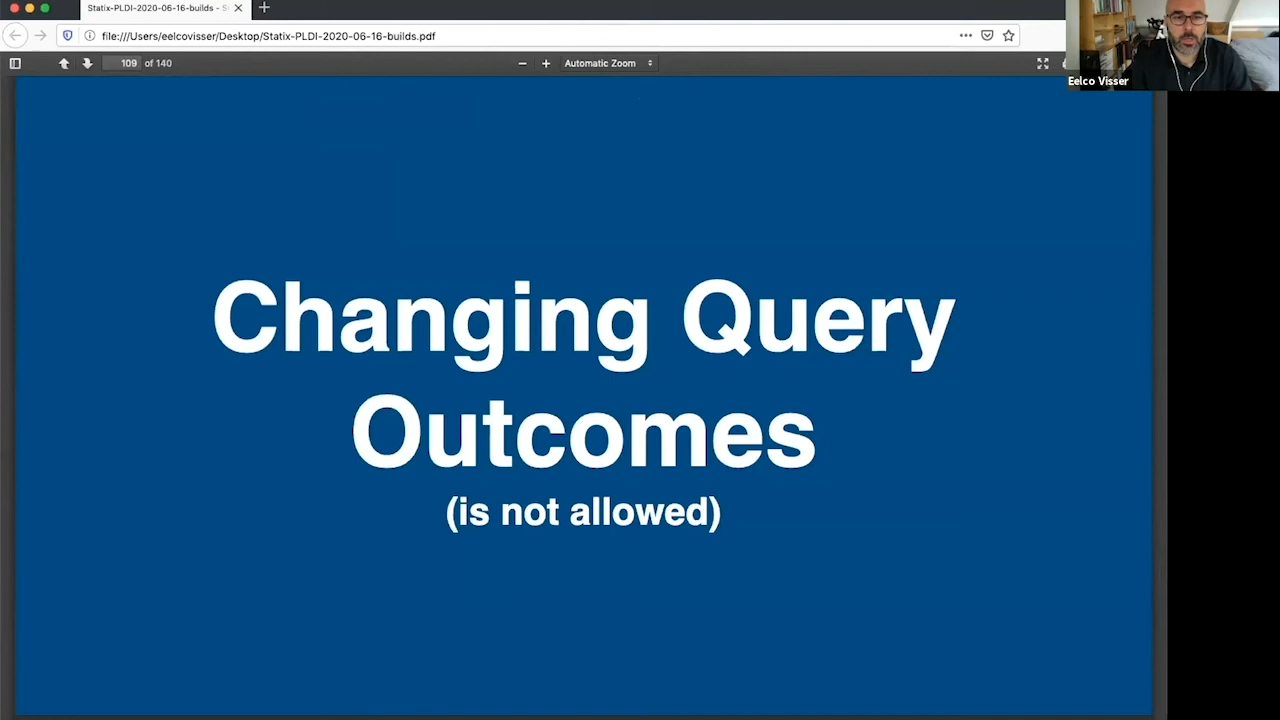 Statix-PLDI-2020-06-16-builds - S
file:///Users/eelcovisser/Desktop/Statix-PLDI-2020-06-16-builds.pdf
109 of 140
Automatic Zoom
Eelco Visser
Changing Query
Outcomes
(is not allowed)